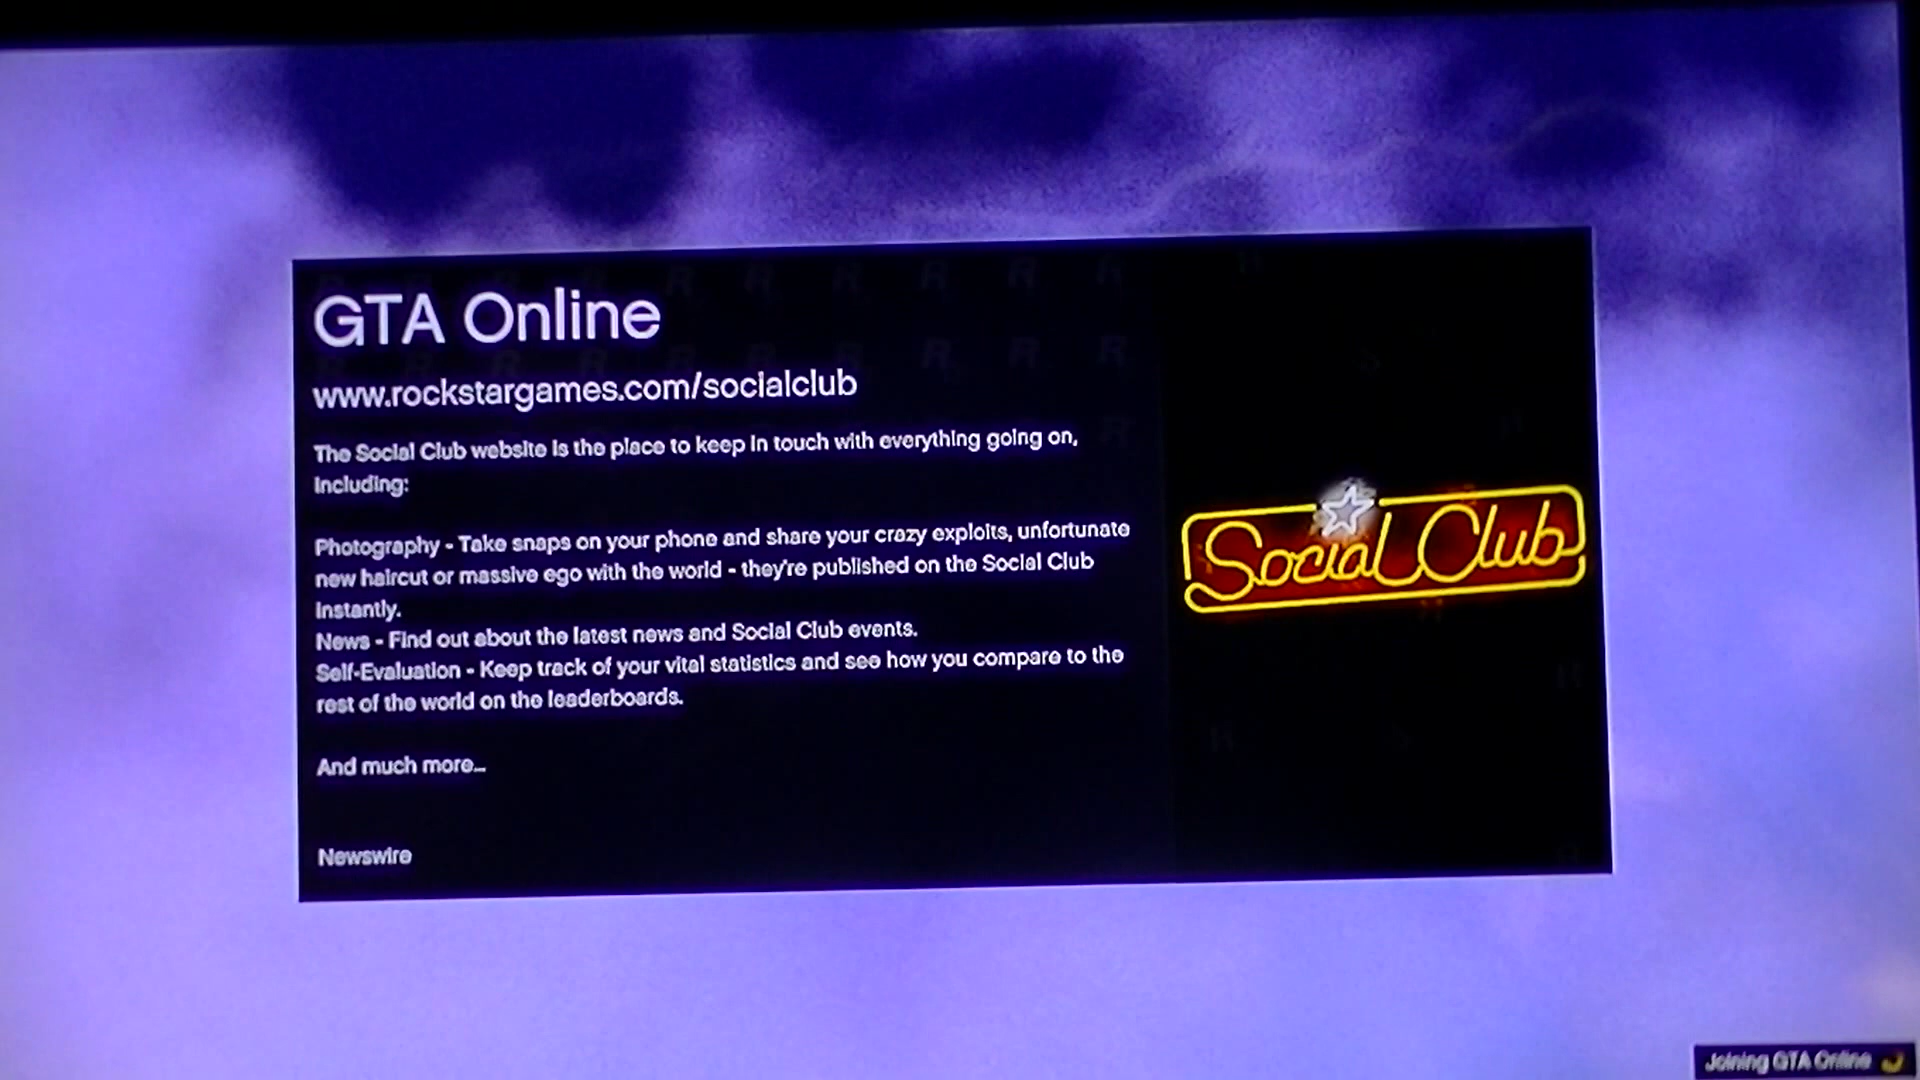 GTA Online
www.rockstargames.com/socialclub
The Social Club website is the place to keep in touch with everything going on,
including:
Photography - Take snaps on your phone and share your crazy exploits, unfortunate
new haircut or massive ego with the world - they're published on the Social Club
instantly.
News - Find out about the latest news and Social Club events.
Self-Evaluation - Keep track of your vital statistics and see how you compare to the
rest of the world on the leaderboards.
And much more...
Newswire
Social Club
Joining GTA Online